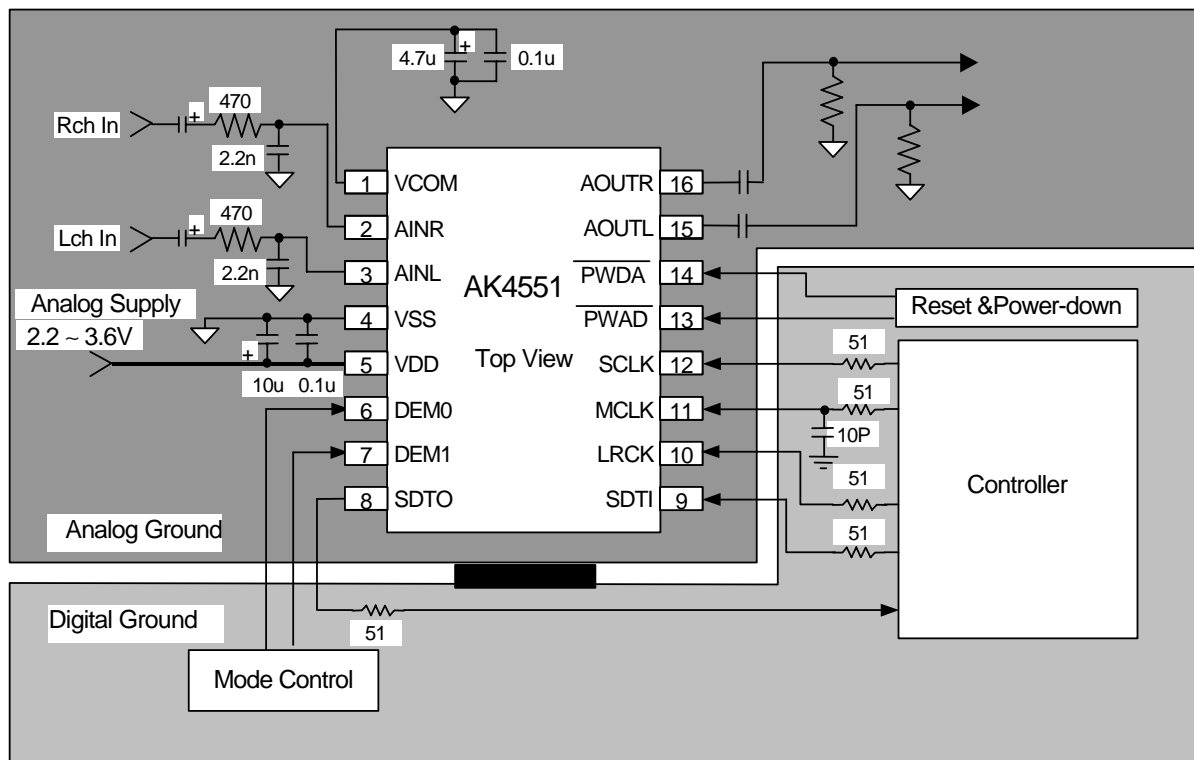 4.7u
+
0.1u
470
+
Rch In
2.2n
470
+
Lch In
2.2n
Analog Supply
2.2 ~ 3.6V
+
10u
0.1u
1 VCOM
2 AINR
3 AINL
4 VSS
5 VDD
6 DEM0
7 DEM1
8 SDTO
AK4551
Top View
AOUTR 16
AOUTL 15
PWDA 14
PWAD 13
SCLK 12
MCLK 11
LRCK 10
SDTI 9
Reset &Power-down
51
51
10P
51
51
Controller
Analog Ground
Digital Ground
51
Mode Control